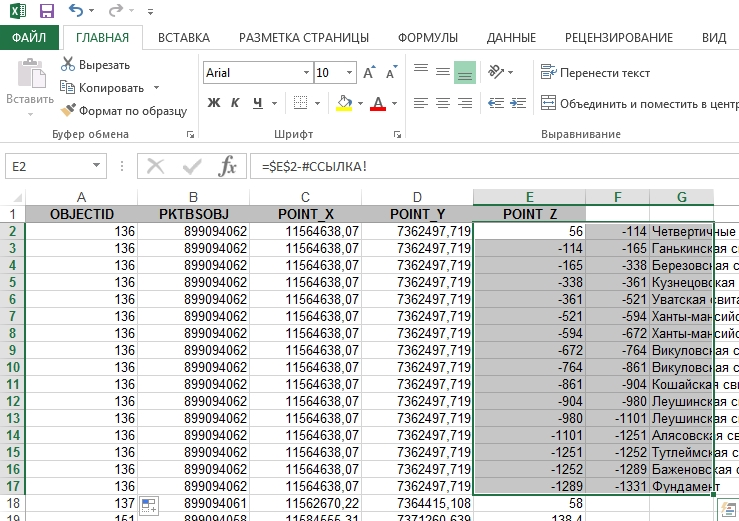 ФАЙЛ ГЛАВНАЯ ВСТАВКА РАЗМЕТКА СТРАНИЦЫ ФОРМУЛЫ ДАННЫЕ РЕЦЕНЗИРОВАНИЕ ВИД
Вставить
Вырезать
Копировать
Формат по образцу
Буфер обмена
Arial 10
Ж К Ч
Шрифт
Перенести текст
Объединить и поместить в центр
Выравнивание
E2 =$E$2-#ССЫЛКА!
A B C D E F G
1 OBJECTID PKTBSOBJ POINT_X POINT_Y POINT_Z
2 136 899094062 11564638,07 7362497,719 56 -114 Четвертичные
3 136 899094062 11564638,07 7362497,719 -114 -165 Ганькинская св
4 136 899094062 11564638,07 7362497,719 -165 -338 Березовская с
5 136 899094062 11564638,07 7362497,719 -338 -361 Кузнецовская
6 136 899094062 11564638,07 7362497,719 -361 -521 Уватская свита
7 136 899094062 11564638,07 7362497,719 -521 -594 Ханты-мансийс
8 136 899094062 11564638,07 7362497,719 -594 -672 Ханты-мансийс
9 136 899094062 11564638,07 7362497,719 -672 -764 Викуловская с
10 136 899094062 11564638,07 7362497,719 -764 -861 Викуловская с
11 136 899094062 11564638,07 7362497,719 -861 -904 Кошайская сви
12 136 899094062 11564638,07 7362497,719 -904 -980 Леушинская с
13 136 899094062 11564638,07 7362497,719 -980 -1101 Леушинская с
14 136 899094062 11564638,07 7362497,719 -1101 -1251 Алясовская св
15 136 899094062 11564638,07 7362497,719 -1251 -1252 Тутлеймская с
16 136 899094062 11564638,07 7362497,719 -1252 -1289 Баженовская с
17 136 899094062 11564638,07 7362497,719 -1289 -1331 Фундамент
18 137 899094061 11562670,22 7364415,108 58
19 151 899094068 11584555,31 7371260,639 138,4